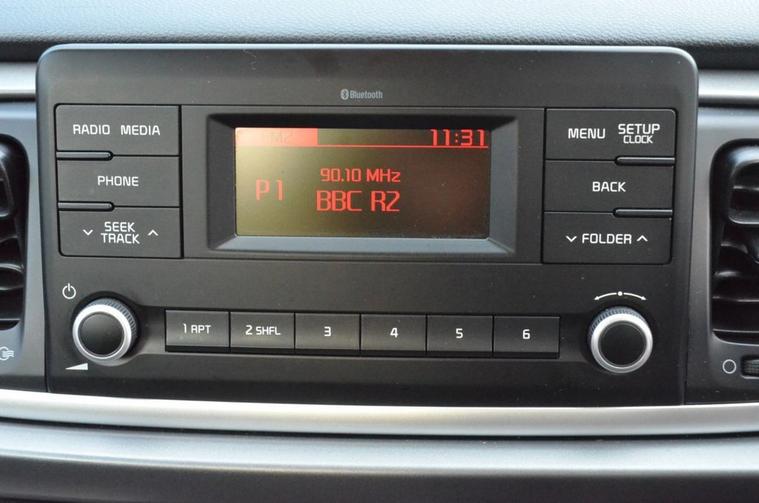 Bluetooth
RADIO MEDIA
PHONE
SEEK
TRACK
FM2 11:31
90.10 MHz
P1
BBC R2
MENU
SETUP
CLOCK
BACK
FOLDER
1 RPT
2 SHFL
3
4
5
6